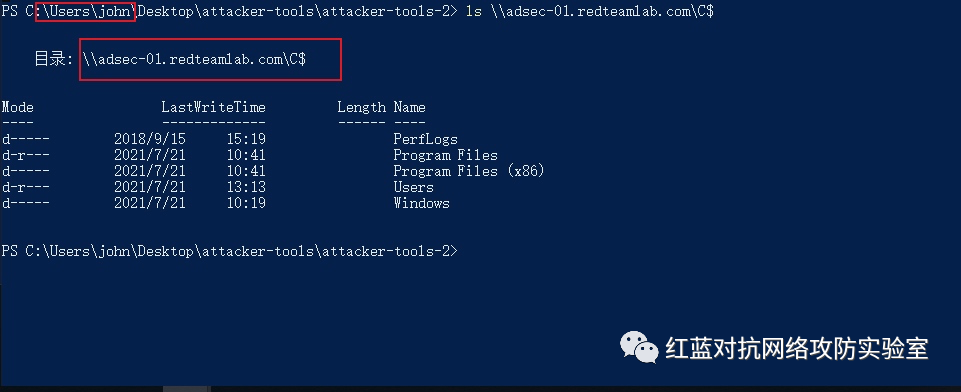 PS C:\Users\john\Desktop\attacker-tools\attacker-tools-2> ls \\adsec-01.redteamlab.com\C$
目录: \\adsec-01.redteamlab.com\C$
Mode LastWriteTime Length Name
---- ------------- ------ ----
d----- 2018/9/15 15:19 PerfLogs
d-r--- 2021/7/21 10:41 Program Files
d----- 2021/7/21 10:41 Program Files (x86)
d-r--- 2021/7/21 13:13 Users
d----- 2021/7/21 10:19 Windows
PS C:\Users\john\Desktop\attacker-tools\attacker-tools-2>
红蓝对抗网络攻防实验室